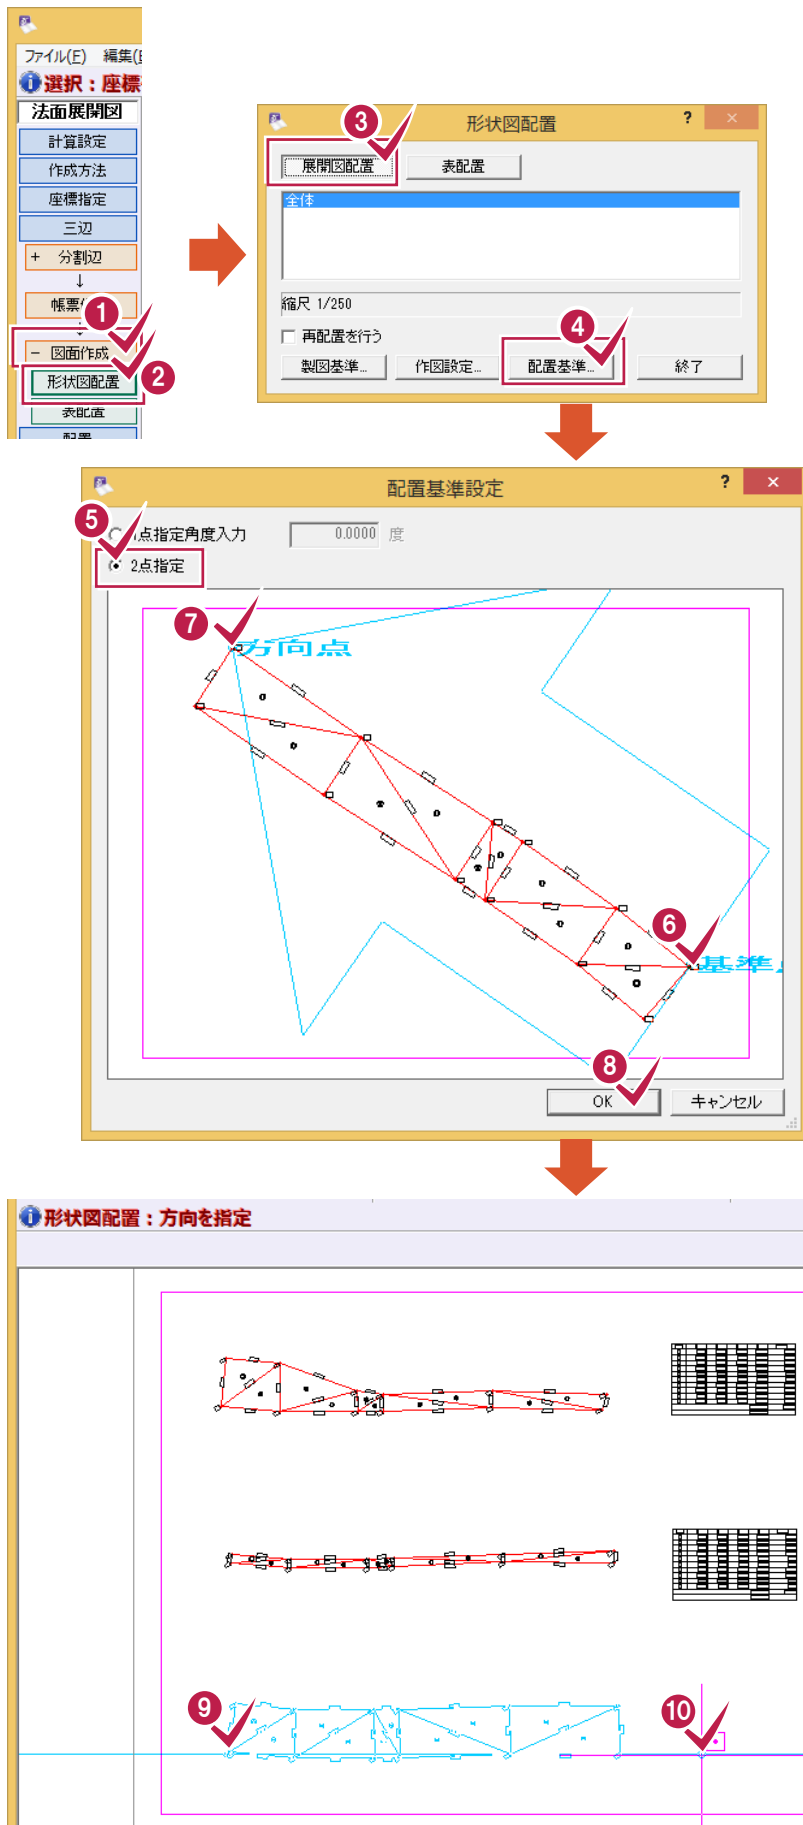 ファイル(F) 編集(E
選択：座標
法面展開図
計算設定
作成方法
座標指定
三辺
+ 分割辺
↓
帳票
1
− 図面作成
2
形状図配置
表配置
配置
形状図配置 ? ×
3
展開図配置 表配置
全体
縮尺 1/250
4
再配置を行う
製図基準... 作図設定... 配置基準... 終了
配置基準設定 ? ×
5
1点指定角度入力 0.0000 度
2点指定
7
方向点
6
基準点
8
OK キャンセル
形状図配置：方向を指定
9
10